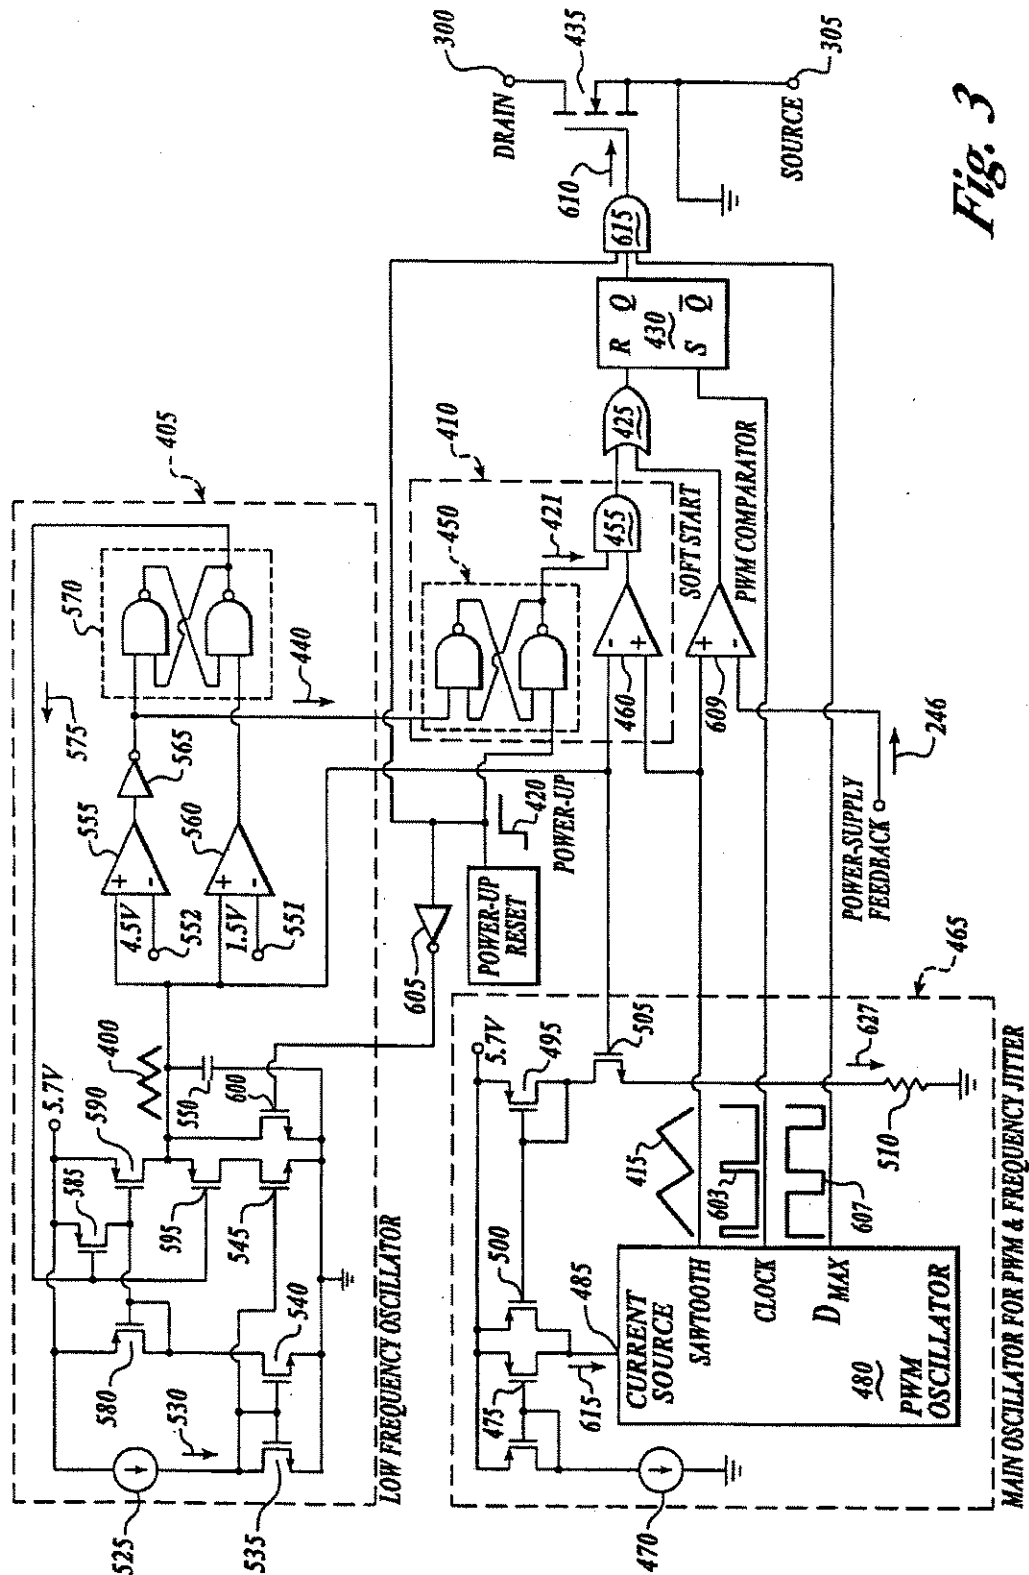 300
DRAIN
435
SOURCE
305
610
615
Fig. 3
405
570
575
440
555
565
560
+
-
+
-
4.5V
552
1.5V
551
5.7V
400
590
585
550
600
580
595
545
540
530
525
535
LOW FREQUENCY OSCILLATOR
410
450
421
455
SOFT START
460
-
+
PWM COMPARATOR
609
+
-
425
R Q
430
S Q̅
POWER-UP
RESET
420
POWER-UP
605
POWER-SUPPLY
FEEDBACK
246
465
5.7V
495
505
500
627
510
415
603
607
475
615
485
470
CURRENT
SOURCE
SAWTOOTH
CLOCK
DMAX
480
PWM
OSCILLATOR
MAIN OSCILLATOR FOR PWM & FREQUENCY JITTER